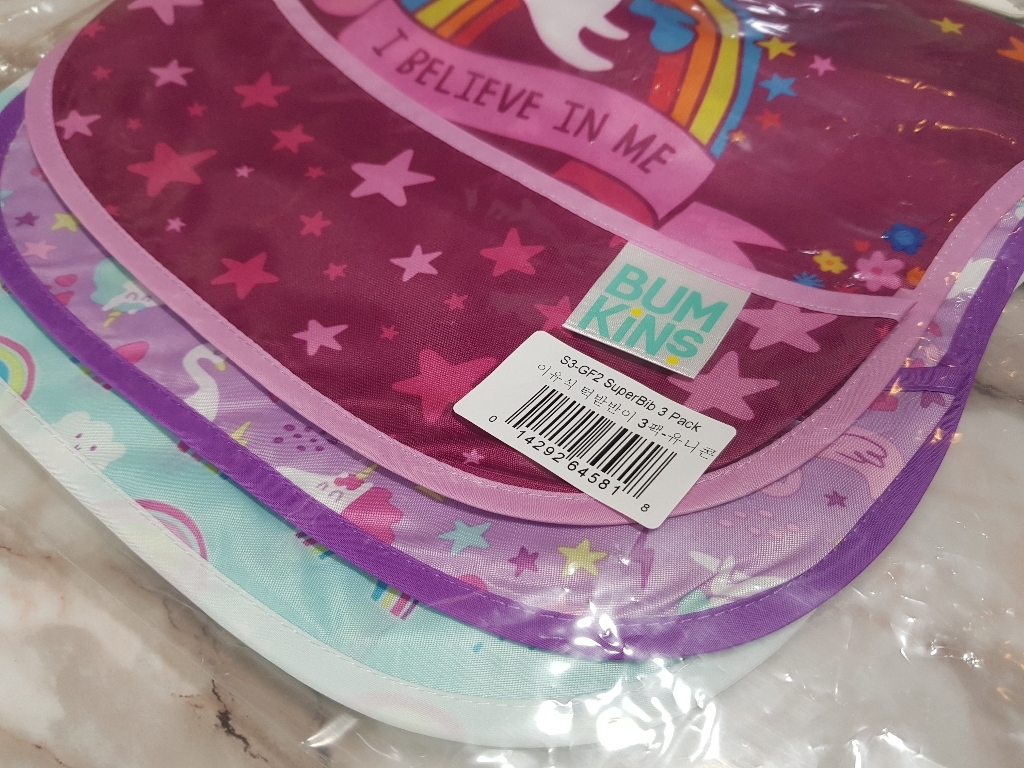 I BELIEVE IN ME
BUM
KiNS
S3-GF2 SuperBib 3 Pack
이유식 턱받반이 3팩-유니콘
0 14292 64581 8